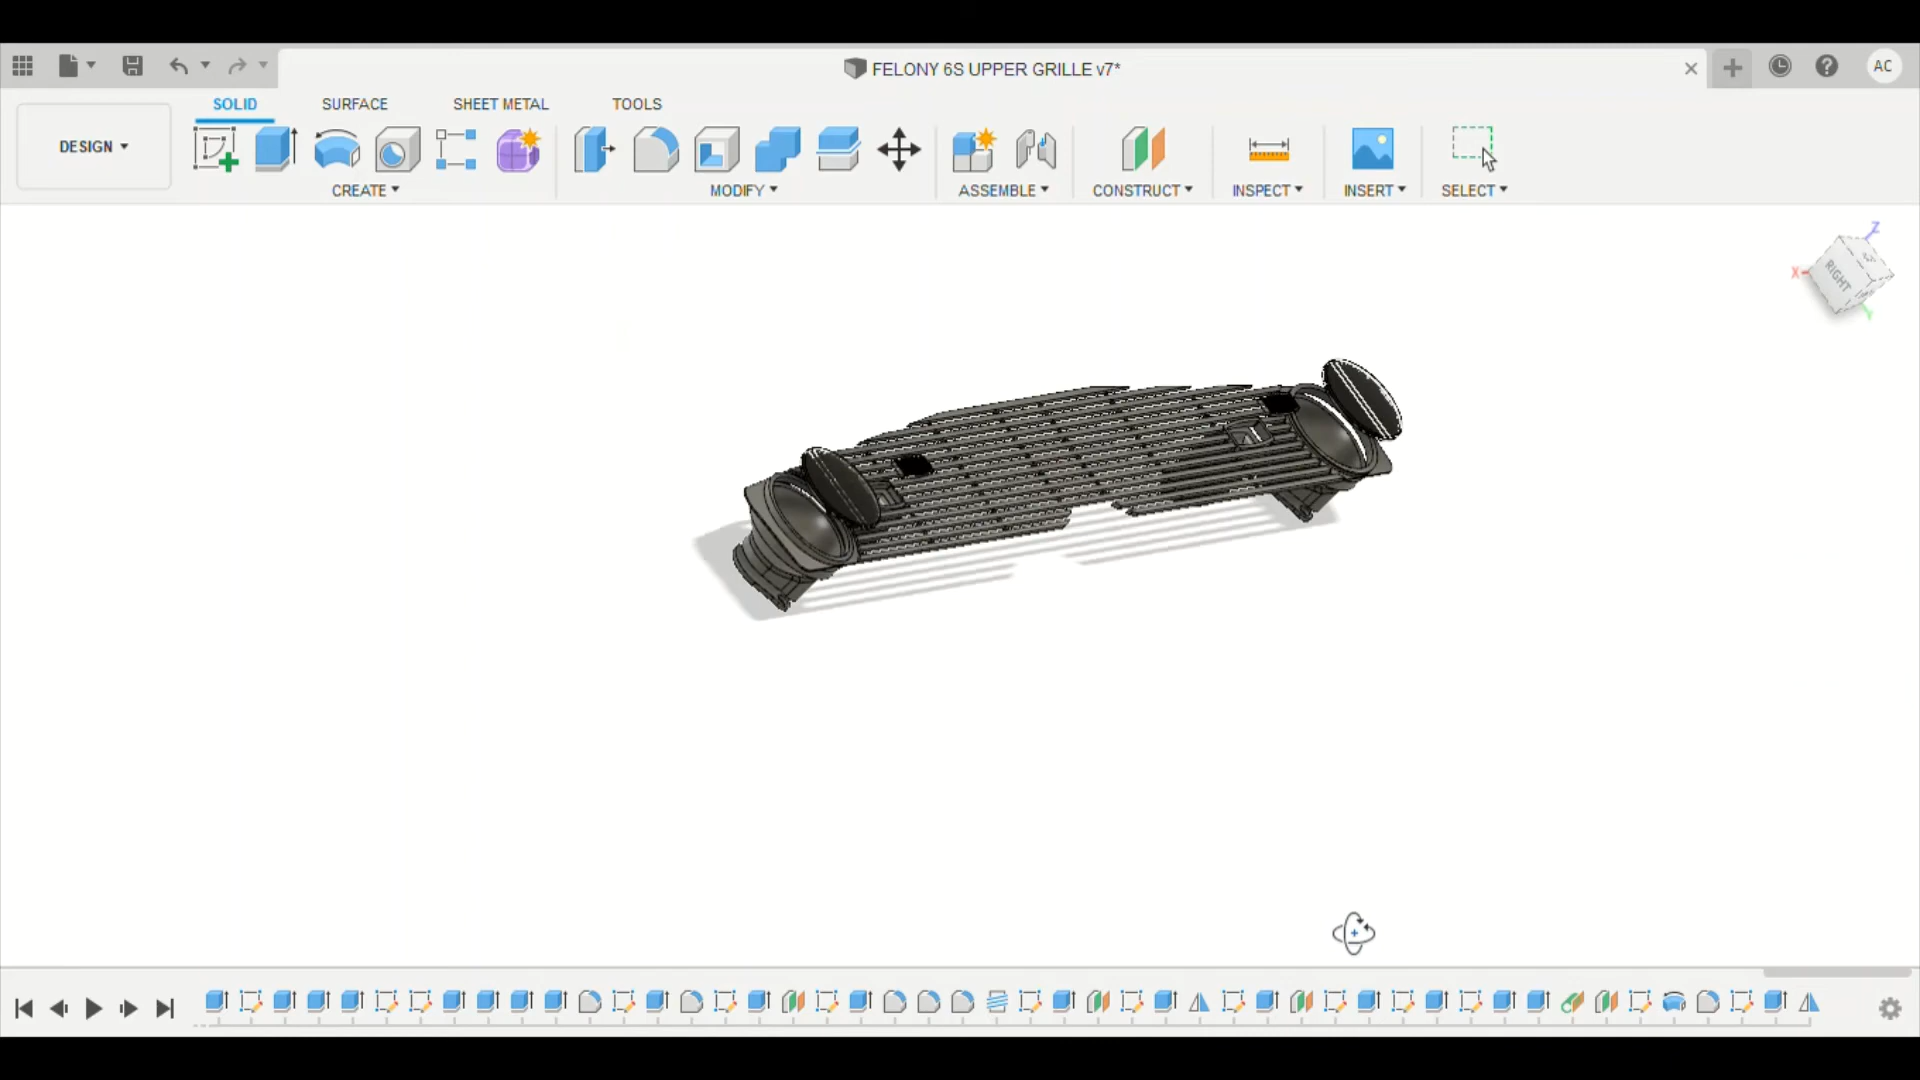 FELONY 6S UPPER GRILLE v7*
AC
SOLID
SURFACE
SHEET METAL
TOOLS
DESIGN
CREATE
MODIFY
ASSEMBLE
CONSTRUCT
INSPECT
INSERT
SELECT
Z
X
RIGHT
Y